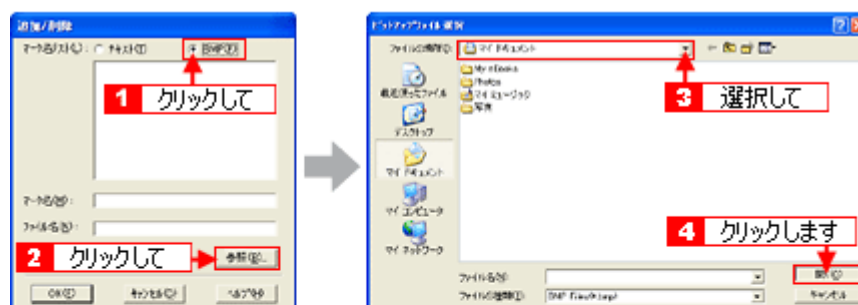 追加/削除
ビットマップファイル選択
マーク名リスト(L): テキスト(T) BMP(P)
ファイルの場所(I): マイ ドキュメント
My eBooks
Photos
マイ ミュージック
写真
最近使ったファイル
デスクトップ
マイ ドキュメント
マイ コンピュータ
マイ ネットワーク
1 クリックして
3 選択して
マーク名(M):
ファイル名(N):
2 クリックして
参照(B)...
4 クリックします
OK(O) キャンセル(C) ヘルプ(H)
ファイル名(N): 開く(O)
ファイルの種類(T): BMP Files(*.bmp) キャンセル